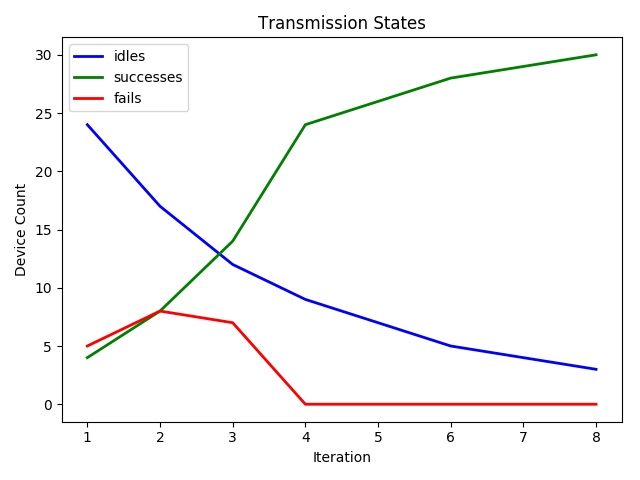 Transmission States
idles
successes
fails
Device Count
30
25
20
15
10
5
0
1 2 3 4 5 6 7 8
Iteration